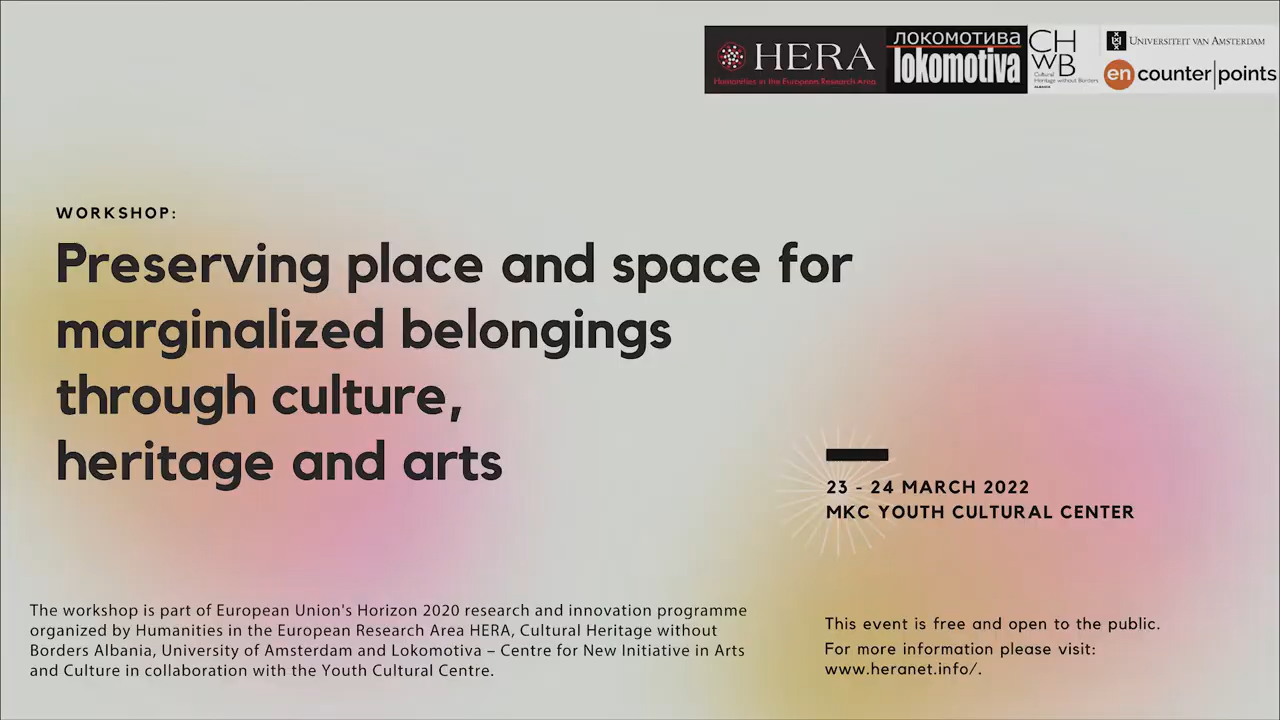 HERA
Humanities in the European Research Area
ЛОКОМОТИВА
lokomotiva
CH
WB
Cultural
Heritage without Borders
ALBANIA
UNIVERSITEIT VAN AMSTERDAM
en counter|points
WORKSHOP:
Preserving place and space for
marginalized belongings
through culture,
heritage and arts
23 - 24 MARCH 2022
MKC YOUTH CULTURAL CENTER
The workshop is part of European Union's Horizon 2020 research and innovation programme
organized by Humanities in the European Research Area HERA, Cultural Heritage without
Borders Albania, University of Amsterdam and Lokomotiva – Centre for New Initiative in Arts
and Culture in collaboration with the Youth Cultural Centre.
This event is free and open to the public.
For more information please visit:
www.heranet.info/.